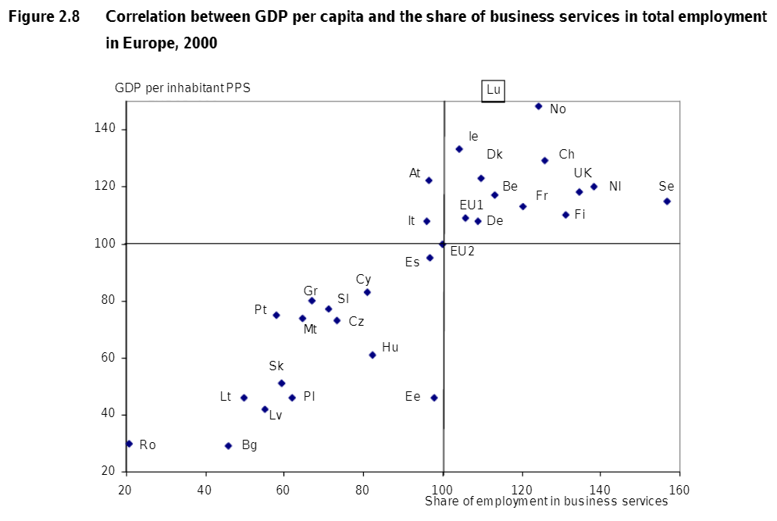 Figure 2.8 Correlation between GDP per capita and the share of business services in total employment
in Europe, 2000
GDP per inhabitant PPS
Lu
No
140
Ie
Dk
Ch
At
UK
120
Be
Nl
Se
Fr
EU1
It
De
Fi
100
EU2
Es
Cy
Gr
Sl
80
Pt
Cz
Mt
Hu
60
Sk
Lt
Pl
Ee
40
Lv
Ro
Bg
20
20 40 60 80 100 120 140 160
Share of employment in business services